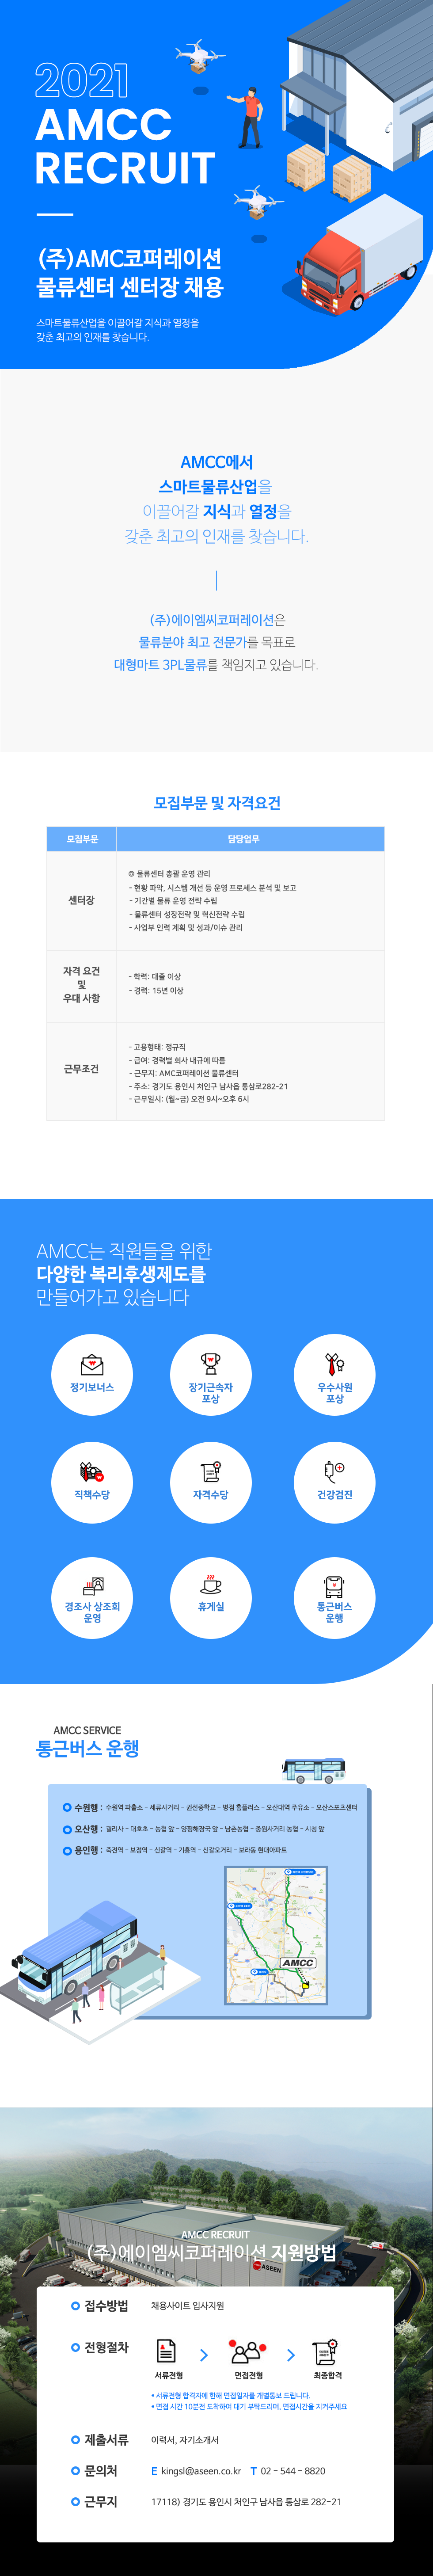 2021
AMCC
RECRUIT
(주)AMC코퍼레이션
물류센터 센터장 채용
스마트물류산업을 이끌어갈 지식과 열정을
갖춘 최고의 인재를 찾습니다.
AMCC에서
스마트물류산업을
이끌어갈 지식과 열정을
갖춘 최고의 인재를 찾습니다.
(주)에이엠씨코퍼레이션은
물류분야 최고 전문가를 목표로
대형마트 3PL물류를 책임지고 있습니다.
모집부문 및 자격요건
모집부문 담당업무
센터장
◎ 물류센터 총괄 운영 관리
- 현황 파악, 시스템 개선 등 운영 프로세스 분석 및 보고
- 기간별 물류 운영 전략 수립
- 물류센터 성장전략 및 혁신전략 수립
- 사업부 인력 계획 및 성과/이슈 관리
자격 요건
및
우대 사항
- 학력: 대졸 이상
- 경력: 15년 이상
근무조건
- 고용형태: 정규직
- 급여: 경력별 회사 내규에 따름
- 근무지: AMC코퍼레이션 물류센터
- 주소: 경기도 용인시 처인구 남사읍 통삼로282-21
- 근무일시: (월~금) 오전 9시~오후 6시
AMCC는 직원들을 위한
다양한 복리후생제도를
만들어가고 있습니다
정기보너스
장기근속자
포상
우수사원
포상
직책수당
자격수당
건강검진
경조사 상조회
운영
휴게실
통근버스
운행
AMCC SERVICE
통근버스 운행
수원행 : 수원역 파출소 - 세류사거리 - 권선중학교 - 병점 홈플러스 - 오산대역 주유소 - 오산스포츠센터
오산행 : 궐리사 - 대호초 - 농협 앞 - 양평해장국 앞 - 남촌농협 - 중원사거리 농협 - 시청 앞
용인행 : 죽전역 - 보정역 - 신갈역 - 기흥역 - 신갈오거리 - 보라동 현대아파트
AMCC
AMCC RECRUIT
(주)에이엠씨코퍼레이션 지원방법
ASEEN
접수방법 채용사이트 입사지원
전형절차
서류전형 면접전형 최종합격
* 서류전형 합격자에 한해 면접일자를 개별통보 드립니다.
* 면접 시간 10분전 도착하여 대기 부탁드리며, 면접시간을 지켜주세요
제출서류 이력서, 자기소개서
문의처 E kingsl@aseen.co.kr T 02 - 544 - 8820
근무지 17118) 경기도 용인시 처인구 남사읍 통삼로 282-21